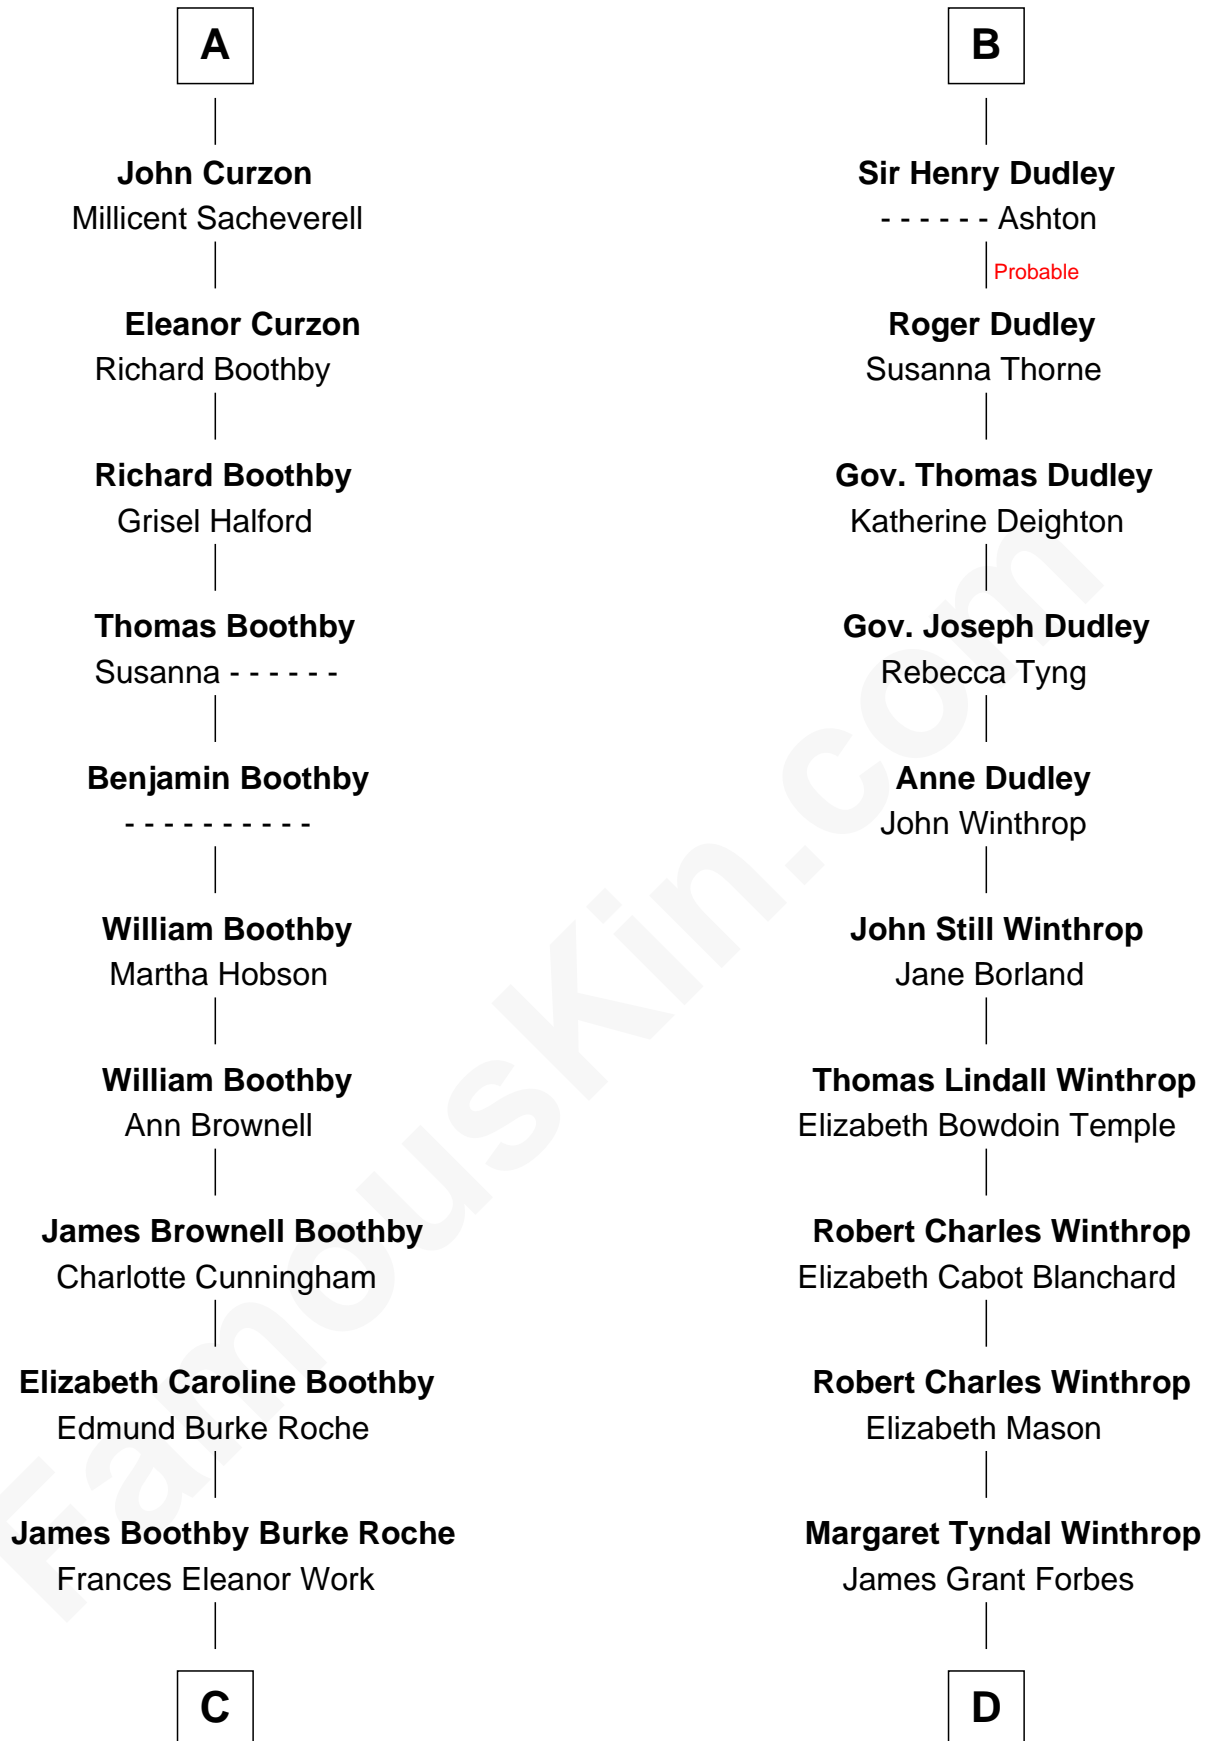 A
John Curzon
Millicent Sacheverell
Eleanor Curzon
Richard Boothby
Richard Boothby
Grisel Halford
Thomas Boothby
Susanna - - - - - -
Benjamin Boothby
- - - - - - - - - -
William Boothby
Martha Hobson
William Boothby
Ann Brownell
James Brownell Boothby
Charlotte Cunningham
Elizabeth Caroline Boothby
Edmund Burke Roche
James Boothby Burke Roche
Frances Eleanor Work
C
B
Sir Henry Dudley
- - - - - - Ashton
Probable
Roger Dudley
Susanna Thorne
Gov. Thomas Dudley
Katherine Deighton
Gov. Joseph Dudley
Rebecca Tyng
Anne Dudley
John Winthrop
John Still Winthrop
Jane Borland
Thomas Lindall Winthrop
Elizabeth Bowdoin Temple
Robert Charles Winthrop
Elizabeth Cabot Blanchard
Robert Charles Winthrop
Elizabeth Mason
Margaret Tyndal Winthrop
James Grant Forbes
D
FamousKin.com